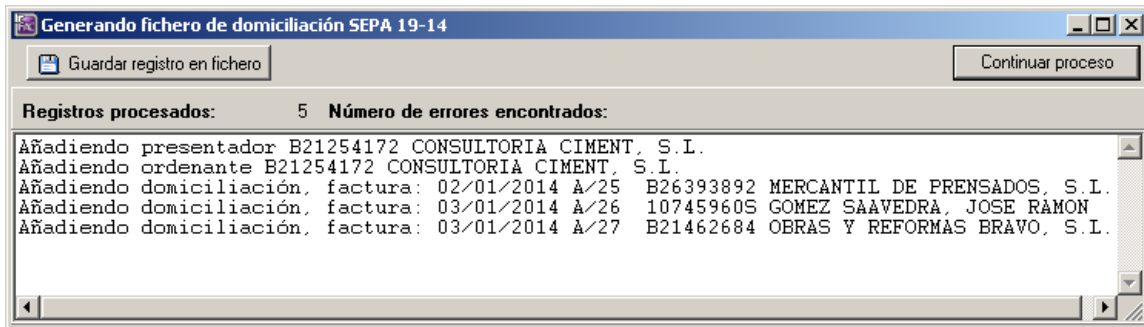 Generando fichero de domiciliación SEPA 19-14
Guardar registro en fichero
Continuar proceso
Registros procesados: 5 Número de errores encontrados:
Añadiendo presentador B21254172 CONSULTORIA CIMENT, S.L.
Añadiendo ordenante B21254172 CONSULTORIA CIMENT, S.L.
Añadiendo domiciliación, factura: 02/01/2014 A/25 B26393892 MERCANTIL DE PRENSADOS, S.L.
Añadiendo domiciliación, factura: 03/01/2014 A/26 10745960S GOMEZ SAAVEDRA, JOSE RAMON
Añadiendo domiciliación, factura: 03/01/2014 A/27 B21462684 OBRAS Y REFORMAS BRAVO, S.L.